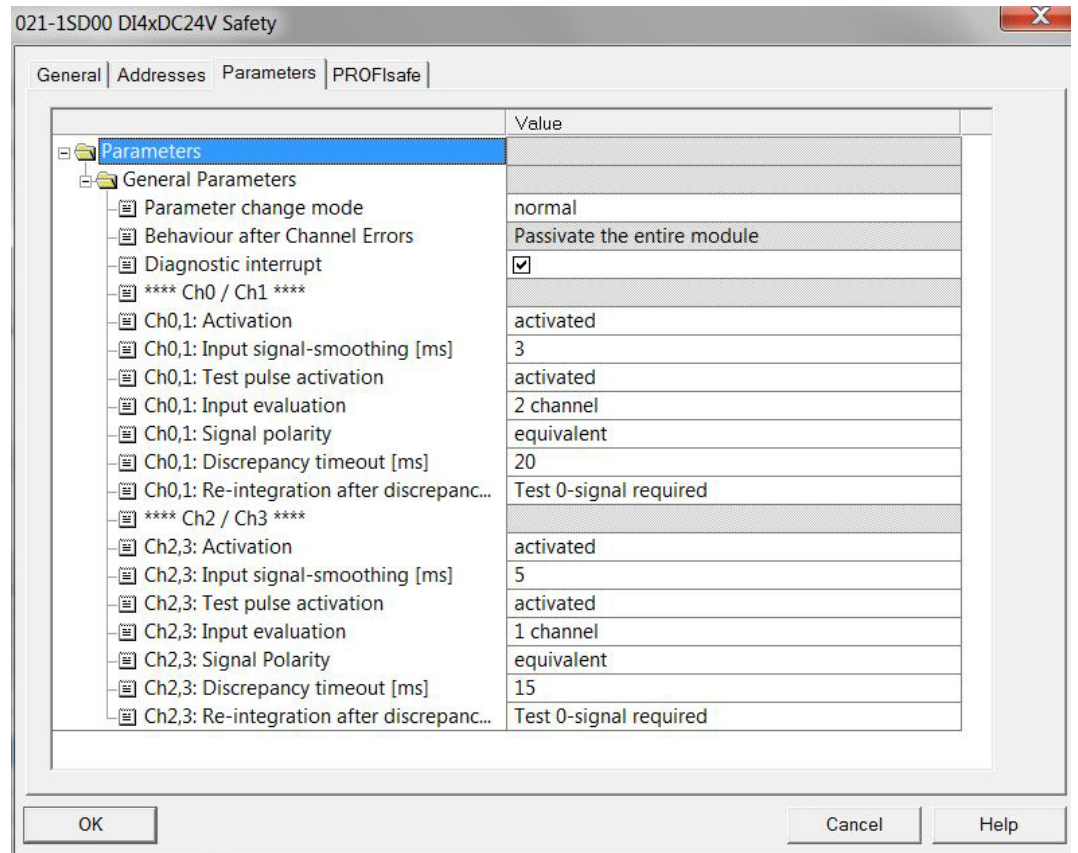 021-1SD00 DI4xDC24V Safety
General Addresses Parameters PROFIsafe
Value
Parameters
General Parameters
Parameter change mode normal
Behaviour after Channel Errors Passivate the entire module
Diagnostic interrupt
**** Ch0 / Ch1 ****
Ch0,1: Activation activated
Ch0,1: Input signal-smoothing [ms] 3
Ch0,1: Test pulse activation activated
Ch0,1: Input evaluation 2 channel
Ch0,1: Signal polarity equivalent
Ch0,1: Discrepancy timeout [ms] 20
Ch0,1: Re-integration after discrepanc... Test 0-signal required
**** Ch2 / Ch3 ****
Ch2,3: Activation activated
Ch2,3: Input signal-smoothing [ms] 5
Ch2,3: Test pulse activation activated
Ch2,3: Input evaluation 1 channel
Ch2,3: Signal Polarity equivalent
Ch2,3: Discrepancy timeout [ms] 15
Ch2,3: Re-integration after discrepanc... Test 0-signal required
OK Cancel Help